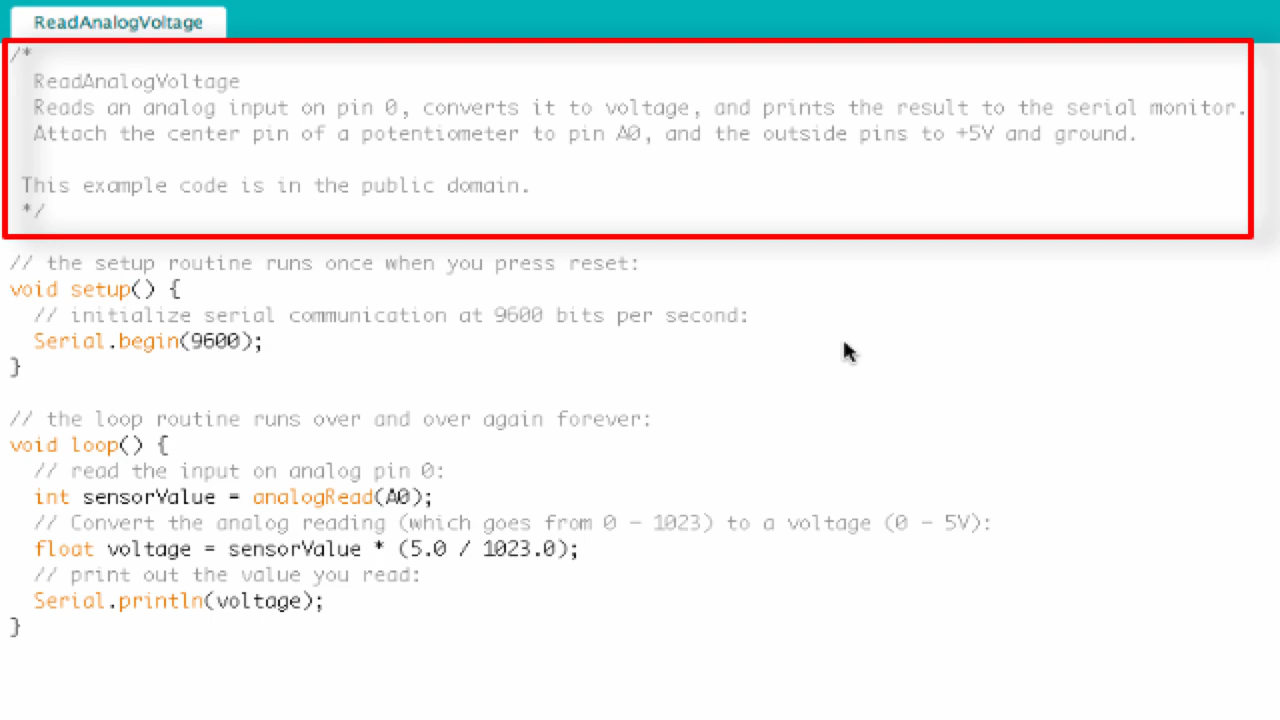 ReadAnalogVoltage
/*
ReadAnalogVoltage
Reads an analog input on pin 0, converts it to voltage, and prints the result to the serial monitor.
Attach the center pin of a potentiometer to pin A0, and the outside pins to +5V and ground.
This example code is in the public domain.
*/
// the setup routine runs once when you press reset:
void setup() {
// initialize serial communication at 9600 bits per second:
Serial.begin(9600);
}
// the loop routine runs over and over again forever:
void loop() {
// read the input on analog pin 0:
int sensorValue = analogRead(A0);
// Convert the analog reading (which goes from 0 - 1023) to a voltage (0 - 5V):
float voltage = sensorValue * (5.0 / 1023.0);
// print out the value you read:
Serial.println(voltage);
}